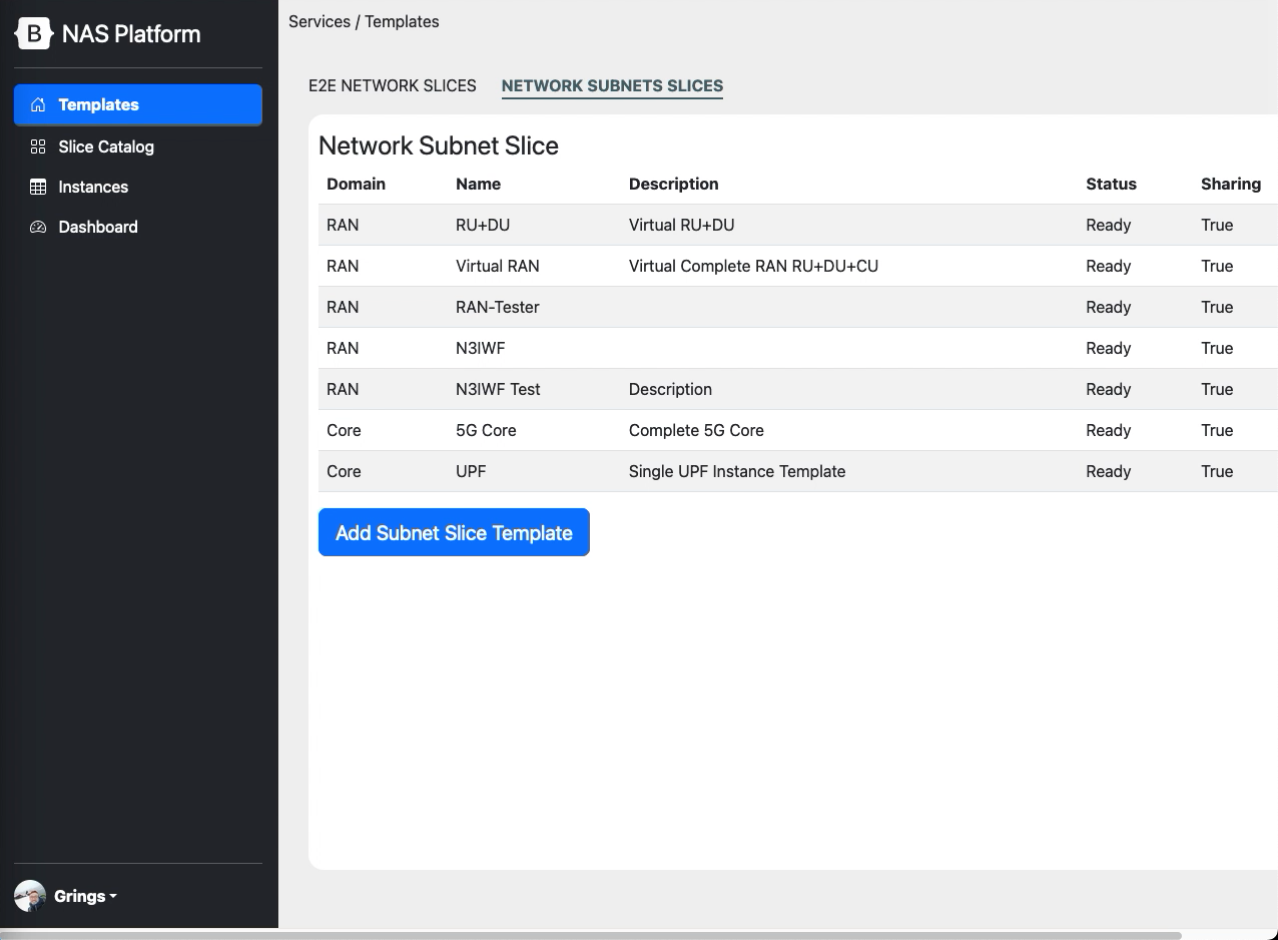 B NAS Platform
Templates
Slice Catalog
Instances
Dashboard
Grings
Services / Templates
E2E NETWORK SLICES NETWORK SUBNETS SLICES
Network Subnet Slice
Domain Name Description Status Sharing
RAN RU+DU Virtual RU+DU Ready True
RAN Virtual RAN Virtual Complete RAN RU+DU+CU Ready True
RAN RAN-Tester Ready True
RAN N3IWF Ready True
RAN N3IWF Test Description Ready True
Core 5G Core Complete 5G Core Ready True
Core UPF Single UPF Instance Template Ready True
Add Subnet Slice Template